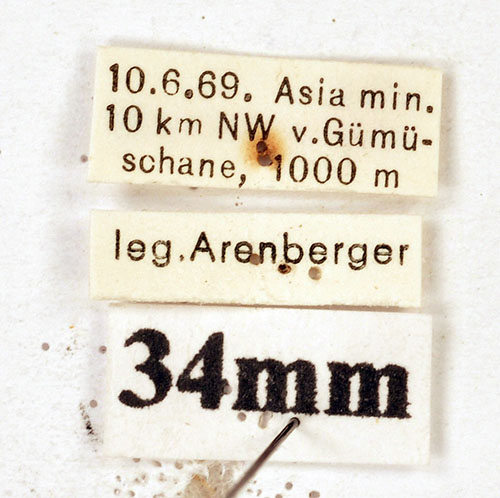 10.6.69. Asia min.
10 km NW v.Gümü-
schane, 1000 m
leg.Arenberger
34mm